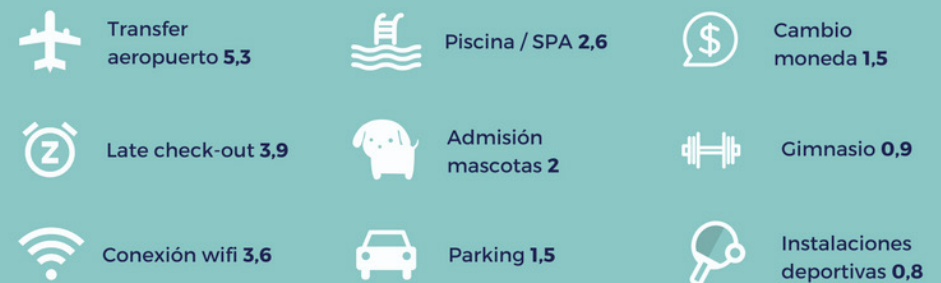 Transfer
aeropuerto 5,3
Piscina / SPA 2,6
Cambio
moneda 1,5
Late check-out 3,9
Admisión
mascotas 2
Gimnasio 0,9
Conexión wifi 3,6
Parking 1,5
Instalaciones
deportivas 0,8